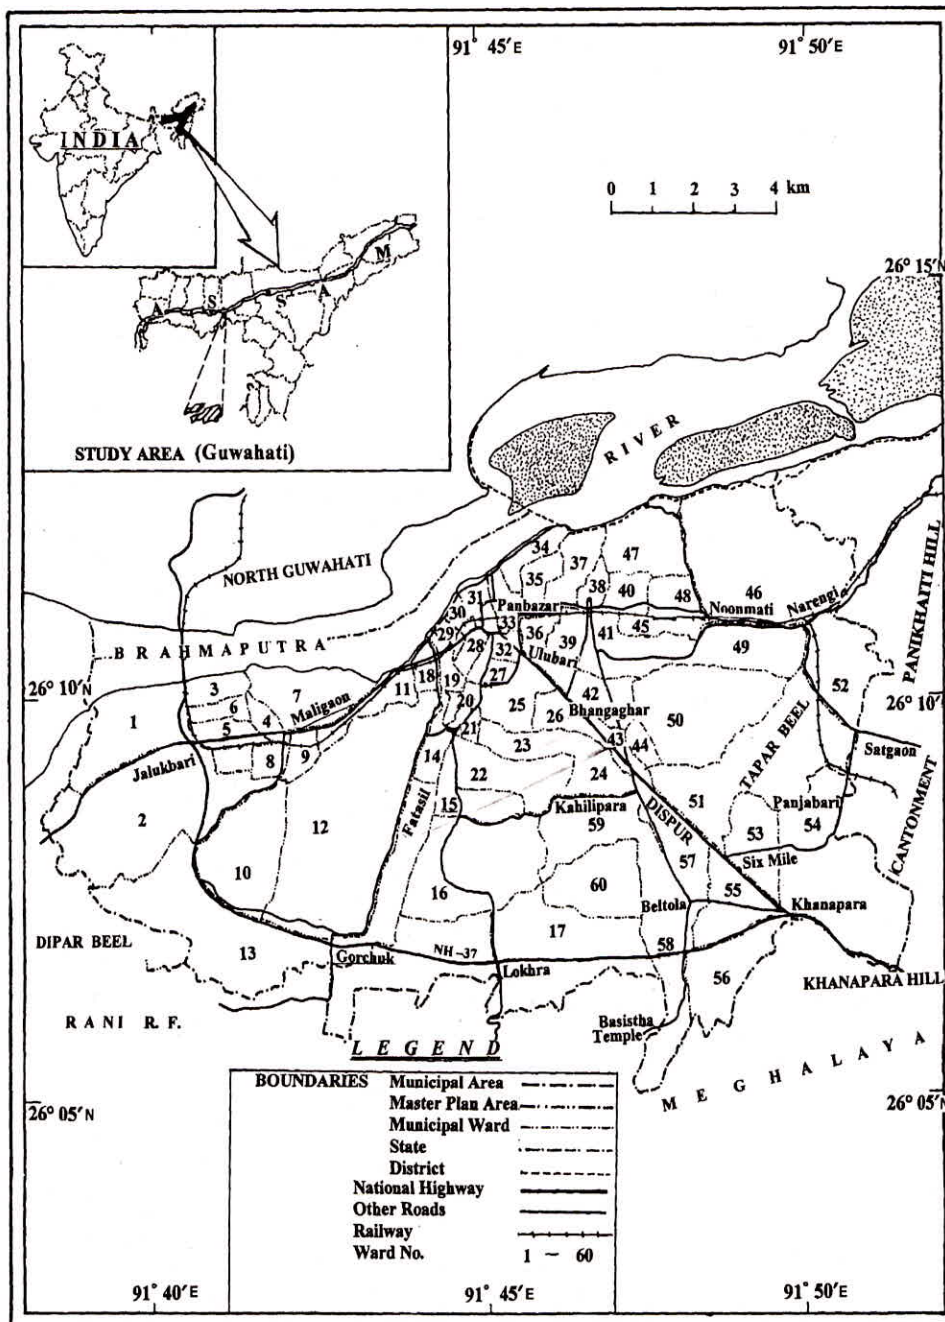 91° 45′ E
91° 50′ E
INDIA
0 1 2 3 4 km
A S S A M
26° 15′ N
STUDY AREA (Guwahati)
RIVER
NORTH GUWAHATI
BRAHMAPUTRA
PANIKHATI HILL
34
37
47
35
38
40
48
46
31
30
Panbazar
Noonmati
Narengi
33
29
36
39
41
45
49
28
32
Ulubari
26° 10′ N
3
7
11
18
19
27
42
52
26° 10′ N
6
1
5
4
Maligaon
20
25
26
Bhangaghar
50
21
43
44
TAPAR BEEL
Satgaon
Jalukbari
8
9
14
23
22
24
51
Panjabari
CANTONMENT
2
12
Fatasil
15
Kahilipara
59
DISPUR
53
54
Six Mile
10
16
60
57
55
Beltola
Khanapara
17
DIPAR BEEL
13
Gorchuk
NH-37
Lokhra
58
56
KHANAPARA HILL
RANI R.F.
Basistha
Temple
MEGHALAYA
LEGEND
BOUNDARIES Municipal Area
Master Plan Area
Municipal Ward
State
District
National Highway
Other Roads
Railway
Ward No. 1 ~ 60
26° 05′ N
26° 05′ N
91° 40′ E
91° 45′ E
91° 50′ E